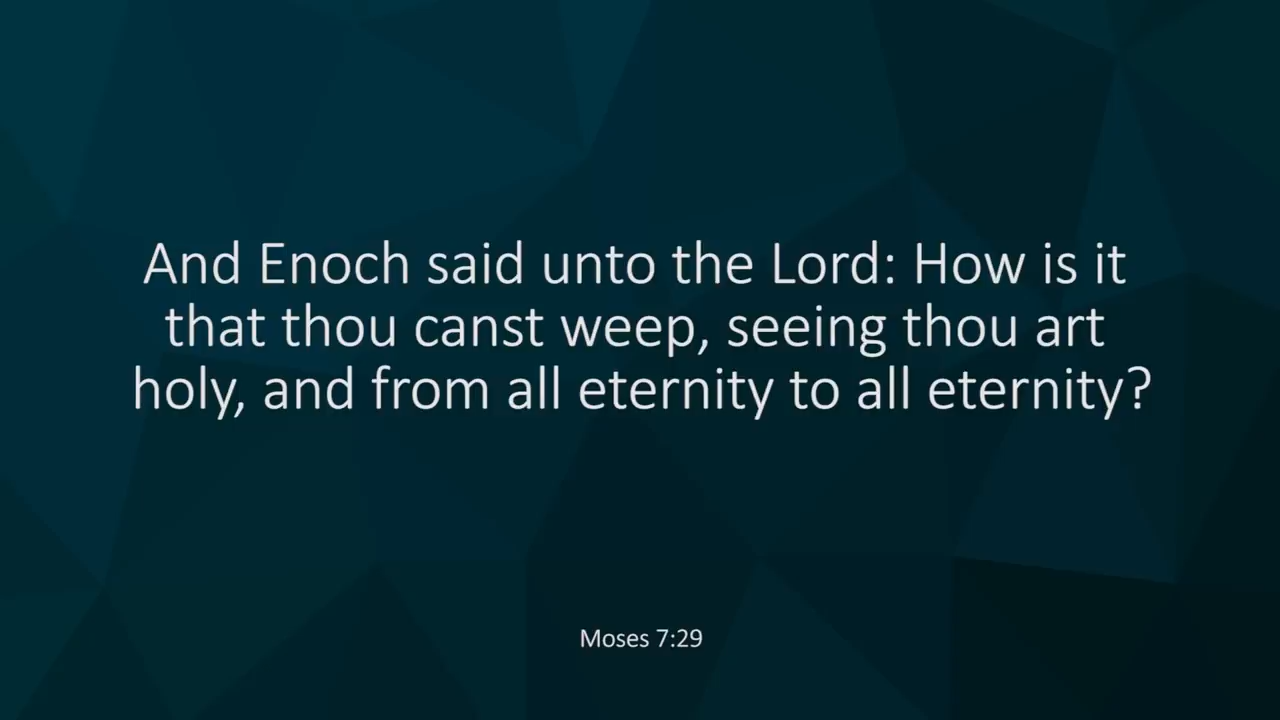 And Enoch said unto the Lord: How is it
that thou canst weep, seeing thou art
holy, and from all eternity to all eternity?
Moses 7:29